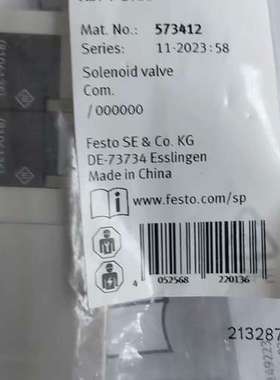 Mat. No.: 573412
Series: 11-2023:58
Solenoid valve
Com.
/000000
Festo SE & Co. KG
DE-73734 Esslingen
Made in China
www.festo.com/sp
4 052568 220136
213287